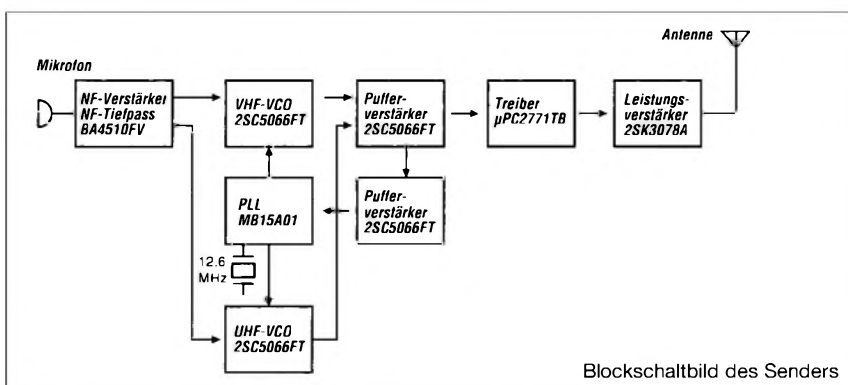 Antenne
Mikrofon
NF-Verstärker
NF-Tiefpass
BA4510FV
VHF-VCO
2SC5066FT
Puffer-
verstärker
2SC5066FT
Treiber
µPC2771TB
Leistungs-
verstärker
2SK3078A
PLL
MB15A01
Puffer-
verstärker
2SC5066FT
12.6
MHz
UHF-VCO
2SC5066FT
Blockschaltbild des Senders